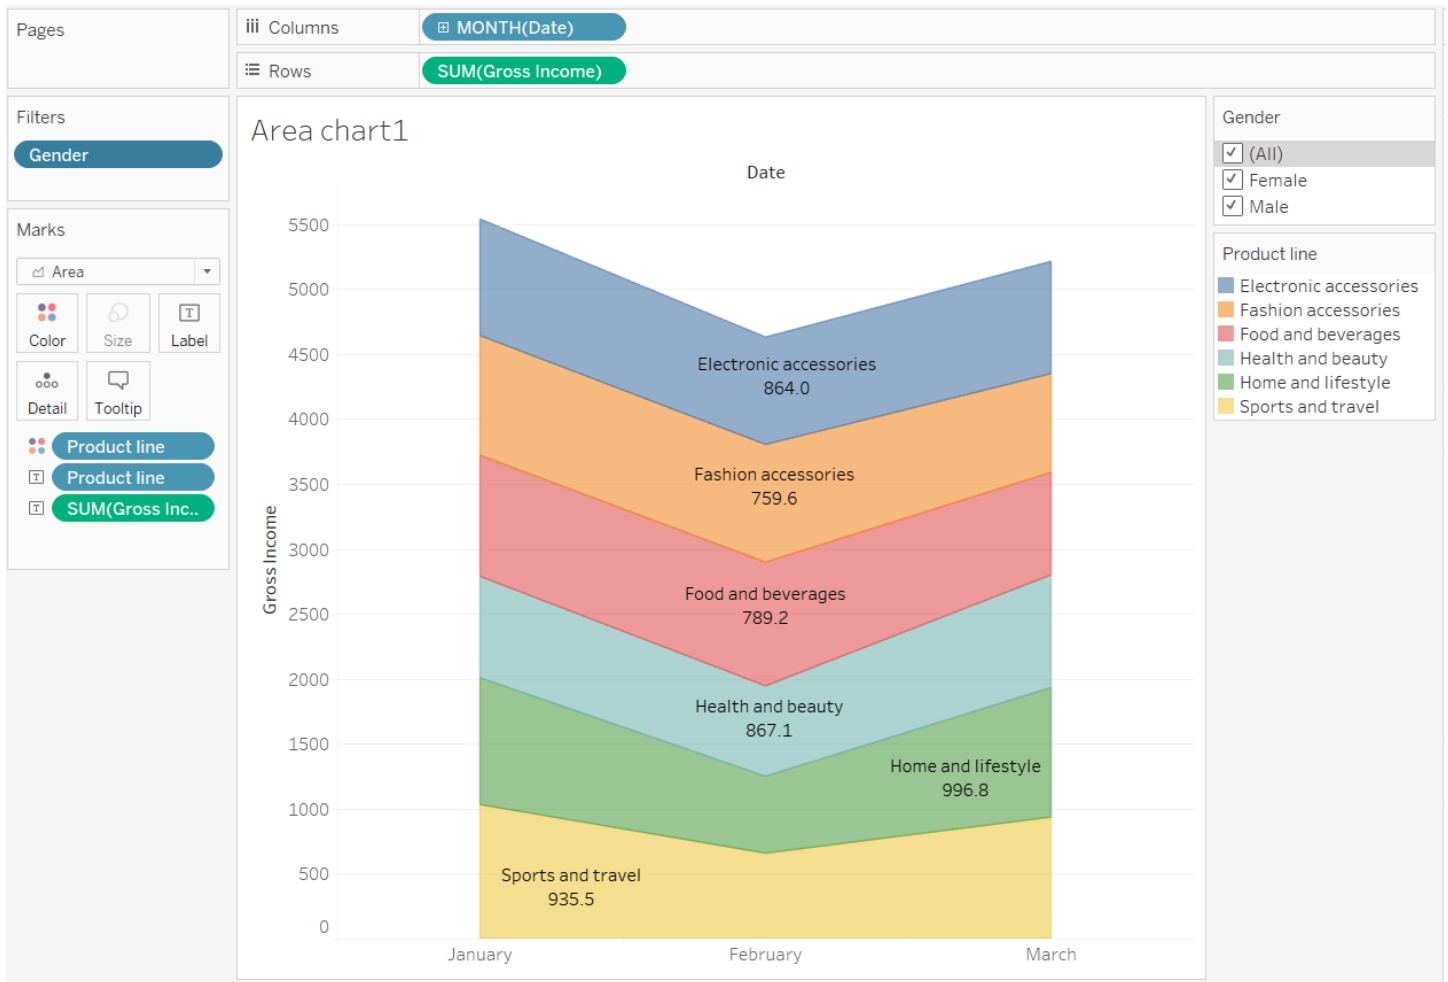 Pages
Columns
MONTH(Date)
Rows
SUM(Gross Income)
Filters
Gender
Marks
Area
Color
Size
T
Label
Detail
Tooltip
Product line
T
Product line
T
SUM(Gross Inc..
Area chart1
Date
Gross Income
5500
5000
4500
4000
3500
3000
2500
2000
1500
1000
500
0
Electronic accessories
864.0
Fashion accessories
759.6
Food and beverages
789.2
Health and beauty
867.1
Home and lifestyle
996.8
Sports and travel
935.5
January
February
March
Gender
(All)
Female
Male
Product line
Electronic accessories
Fashion accessories
Food and beverages
Health and beauty
Home and lifestyle
Sports and travel